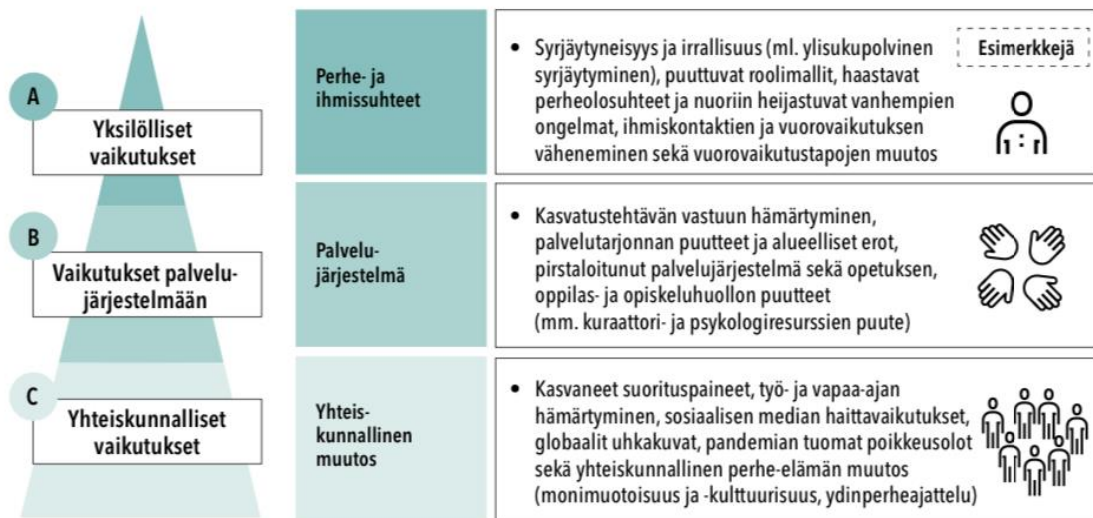 A
Yksilölliset
vaikutukset
Perhe- ja
ihmissuhteet
• Syrjäytyneisyys ja irrallisuus (ml. ylisukupolvinen
syrjäytyminen), puuttuvat roolimallit, haastavat
perheolosuhteet ja nuoriin heijastuvat vanhempien
ongelmat, ihmiskontaktien ja vuorovaikutuksen
väheneminen sekä vuorovaikutustapojen muutos
Esimerkkejä
B
Vaikutukset palvelu-
järjestelmään
Palvelu-
järjestelmä
• Kasvatustehtävän vastuun hämärtyminen,
palvelutarjonnan puutteet ja alueelliset erot,
pirstaloitunut palvelujärjestelmä sekä opetuksen,
oppilas- ja opiskeluhuollon puutteet
(mm. kuraattori- ja psykologiresurssien puute)
C
Yhteiskunnalliset
vaikutukset
Yhteis-
kunnallinen
muutos
• Kasvaneet suorituspaineet, työ- ja vapaa-ajan
hämärtyminen, sosiaalisen median haittavaikutukset,
globaalit uhkakuvat, pandemian tuomat poikkeusolot
sekä yhteiskunnallinen perhe-elämän muutos
(monimuotoisuus ja -kulttuurisuus, ydinperheajattelu)